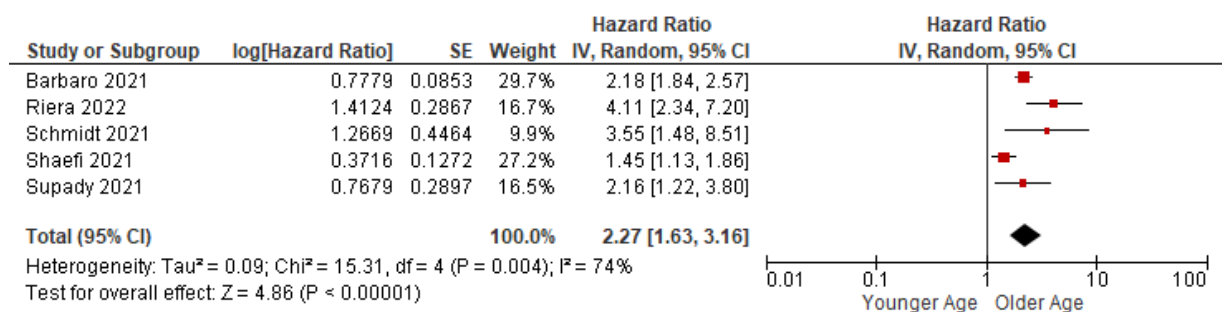 Hazard Ratio Hazard Ratio
Study or Subgroup log[Hazard Ratio] SE Weight IV, Random, 95% CI IV, Random, 95% CI
Barbaro 2021 0.7779 0.0853 29.7% 2.18 [1.84, 2.57]
Riera 2022 1.4124 0.2867 16.7% 4.11 [2.34, 7.20]
Schmidt 2021 1.2669 0.4464 9.9% 3.55 [1.48, 8.51]
Shaefi 2021 0.3716 0.1272 27.2% 1.45 [1.13, 1.86]
Supady 2021 0.7679 0.2897 16.5% 2.16 [1.22, 3.80]
Total (95% CI) 100.0% 2.27 [1.63, 3.16]
Heterogeneity: Tau² = 0.09; Chi² = 15.31, df = 4 (P = 0.004); I² = 74%
Test for overall effect: Z = 4.86 (P < 0.00001)
0.01 0.1 1 10 100
Younger Age Older Age